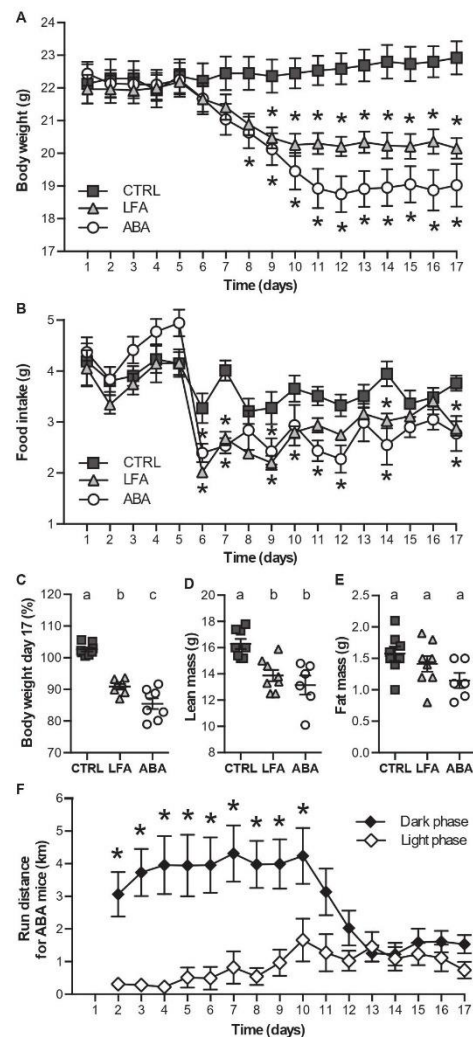 A
Body weight (g)
23
22
21
20
19
18
17
CTRL
LFA
ABA
* * * * * * * * *
* * * * * * * * * *
1 2 3 4 5 6 7 8 9 10 11 12 13 14 15 16 17
Time (days)
B
Food intake (g)
6
5
4
3
2
1
0
CTRL
LFA
ABA
1 2 3 4 5 6 7 8 9 10 11 12 13 14 15 16 17
Time (days)
C
Body weight day 17 (%)
120
110
100
90
80
70
a b c
CTRL LFA ABA
D
Lean mass (g)
18
16
14
12
10
8
a b b
CTRL LFA ABA
E
Fat mass (g)
2.5
2.0
1.5
1.0
0.5
0.0
a a a
CTRL LFA ABA
F
Run distance
for ABA mice (km)
6
5
4
3
2
1
0
* * * * * * * * *
Dark phase
Light phase
1 2 3 4 5 6 7 8 9 10 11 12 13 14 15 16 17
Time (days)